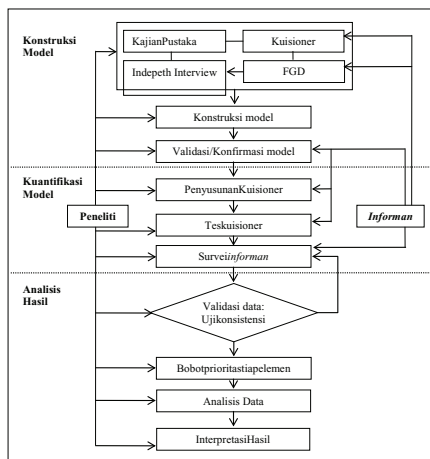 Konstruksi
Model
KajianPustaka
Kuisioner
Indepeth Interview
FGD
Konstruksi model
Validasi/Konfirmasi model
Kuantifikasi
Model
PenyusunanKuisioner
Peneliti
Informan
Teskuisioner
Surveiinforman
Analisis
Hasil
Validasi data:
Ujikonsistensi
Bobotprioritastiapelemen
Analisis Data
InterpretasiHasil